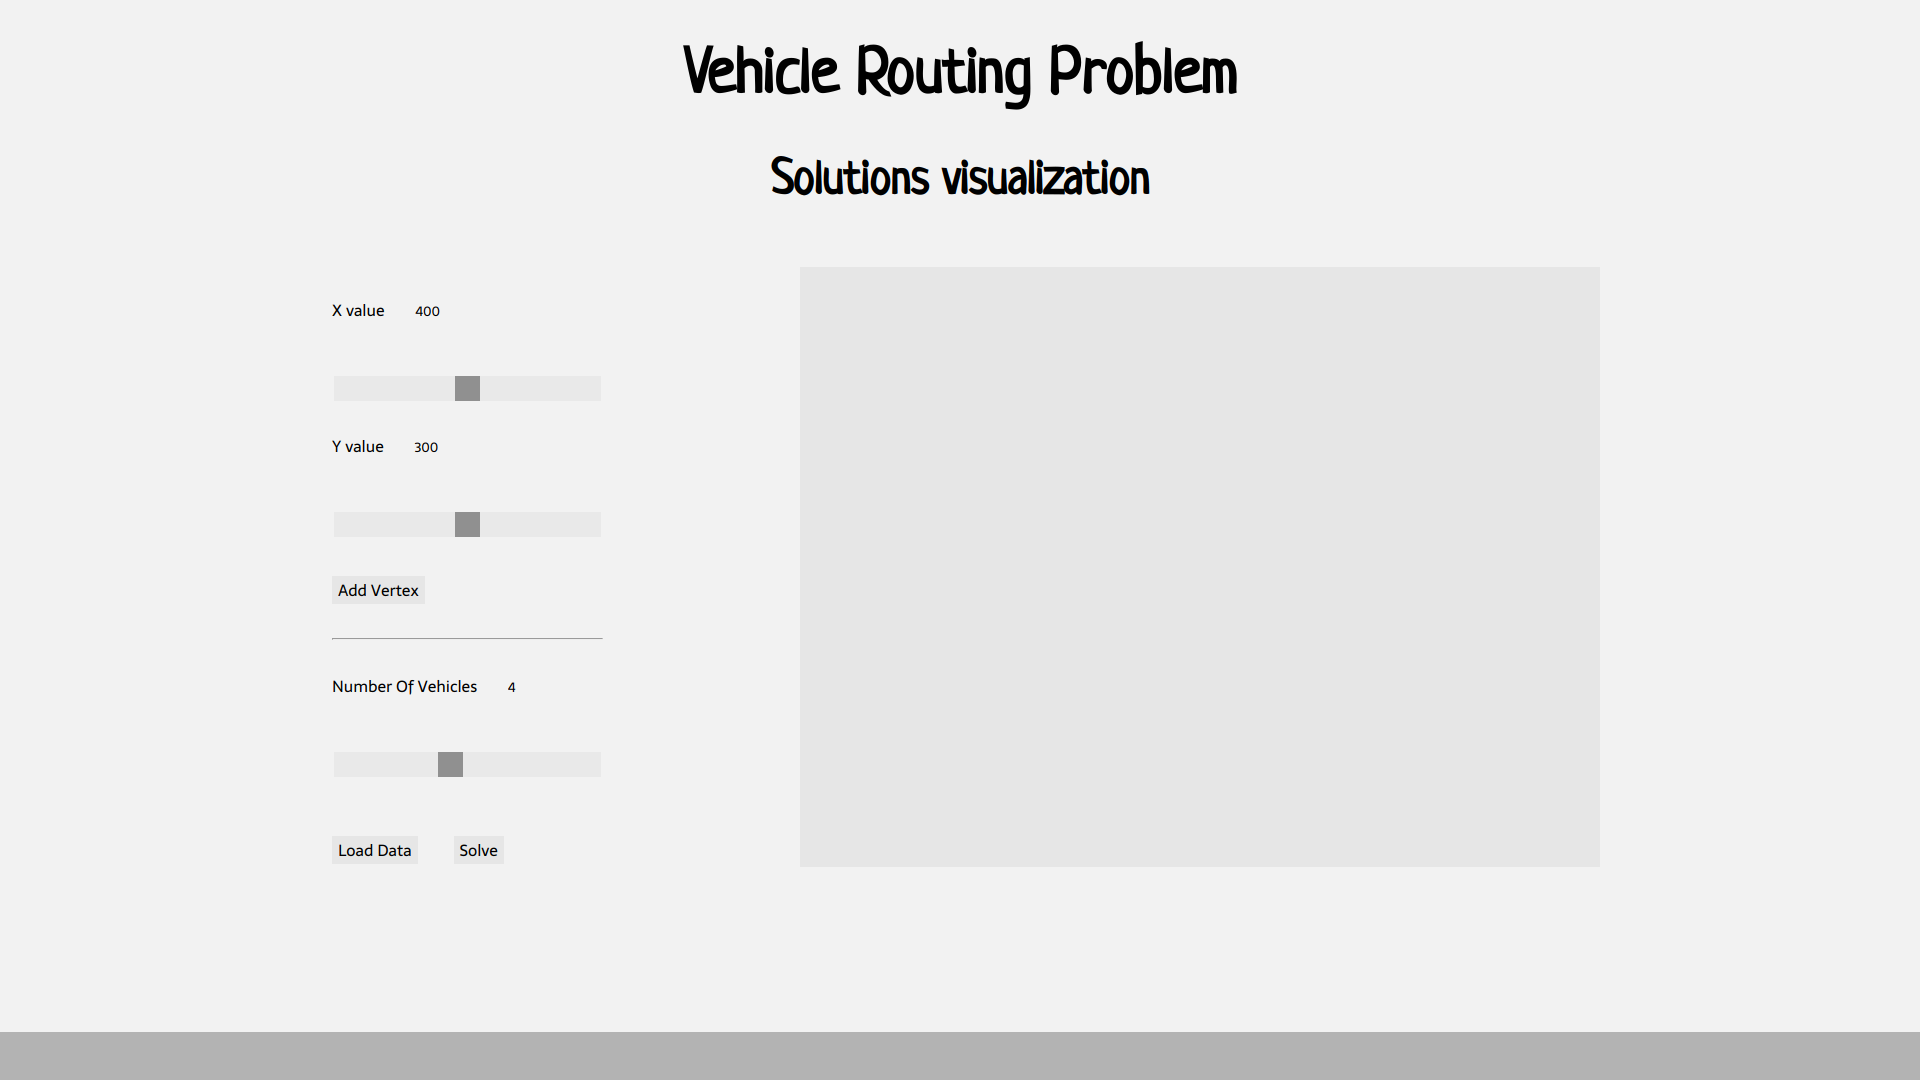 Vehicle Routing Problem
Solutions visualization
X value 400
Y value 300
Add Vertex
Number Of Vehicles 4
Load Data Solve